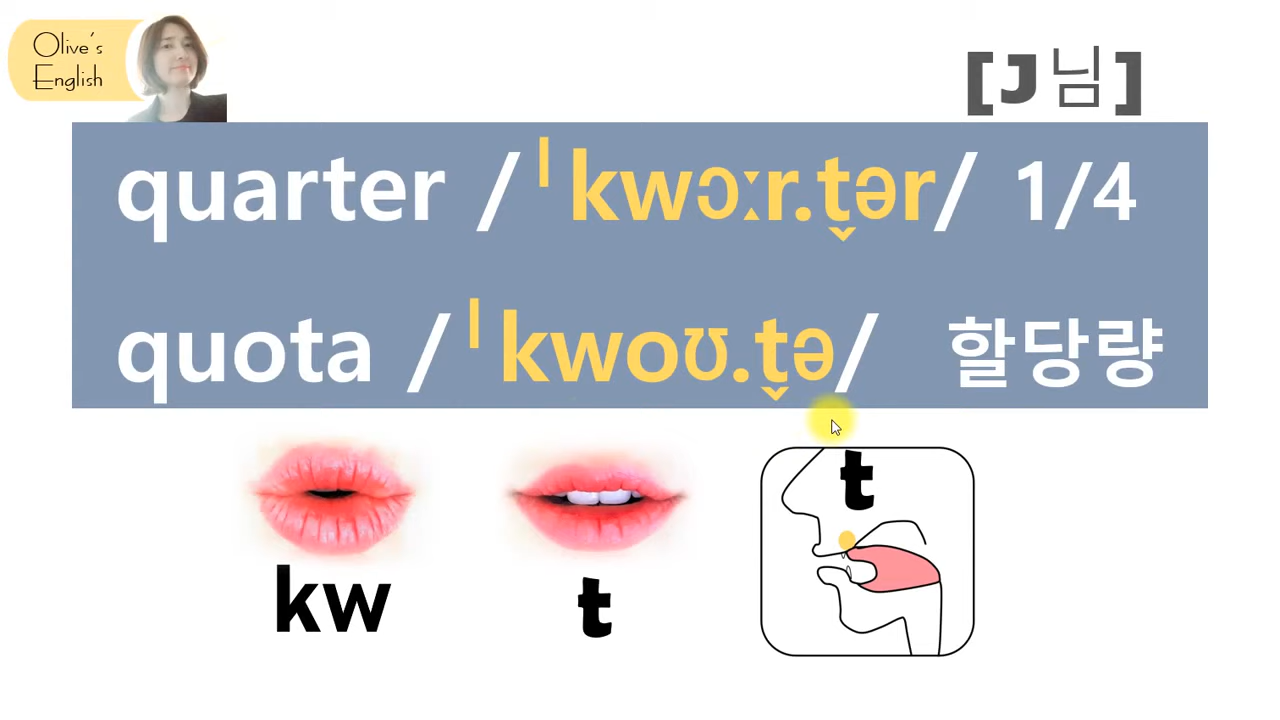 Olive's
English
[J님]
quarter /ˈkwɔːr.t̬ər/ 1/4
quota /ˈkwoʊ.t̬ə/ 할당량
t
kw
t